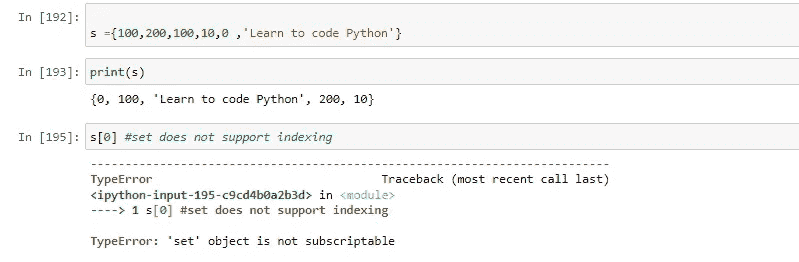 In [192]:
s ={100,200,100,10,0 ,'Learn to code Python'}
In [193]: print(s)
{0, 100, 'Learn to code Python', 200, 10}
In [195]: s[0] #set does not support indexing
---------------------------------------------------------------------------
TypeError                                 Traceback (most recent call last)
<ipython-input-195-c9cd4b0a2b3d> in <module>
----> 1 s[0] #set does not support indexing
TypeError: 'set' object is not subscriptable